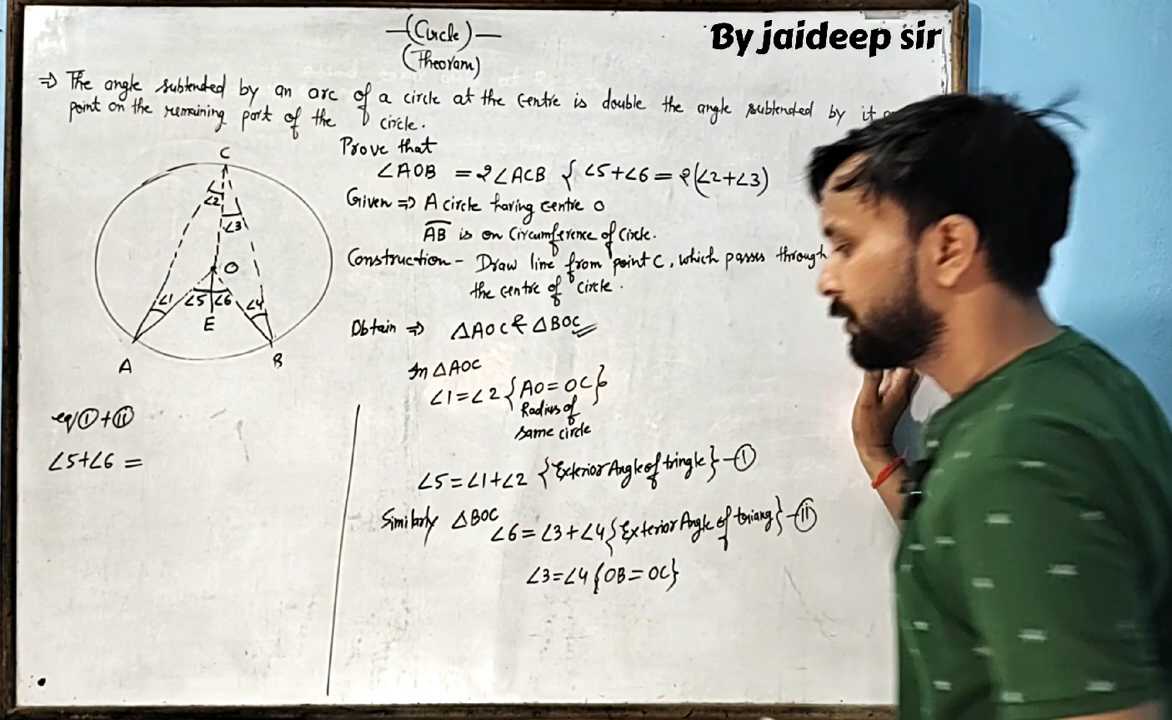 (Circle)
(Theoram)
By jaideep sir
⇒ The angle subtended by an arc of a circle at the centre is double the angle subtended by it
point on the remaining part of the circle.
C
∠2
∠3
O
∠1
∠5 ∠6
∠4
E
A
B
Prove that
∠AOB = 2∠ACB { ∠5+∠6 = 2(∠2+∠3)
Given ⇒ A circle having centre O
AB is on Circumference of Circle.
Construction - Draw line from point C, which passes through
the centre of circle.
Obtain ⇒ △AOC & △BOC
In △AOC
∠1=∠2 {AO=OC}
Radius of
same circle
∠5=∠1+∠2 {Exterior Angle of tringle} - (I)
Similarly △BOC
∠6=∠3+∠4 {Exterior Angle of triang} - (II)
∠3=∠4 {OB=OC}
eq (I) + (II)
∠5+∠6 =